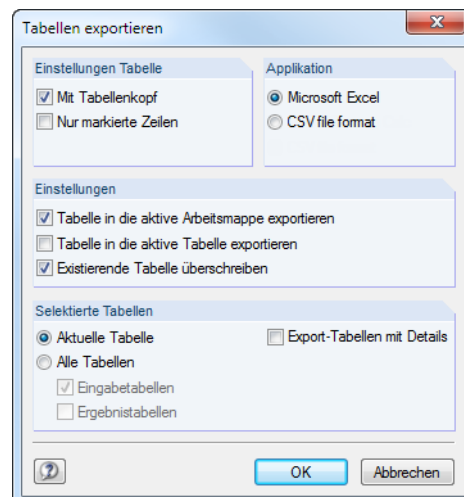 Tabellen exportieren
Einstellungen Tabelle
Mit Tabellenkopf
Nur markierte Zeilen
Applikation
Microsoft Excel
CSV file format
Einstellungen
Tabelle in die aktive Arbeitsmappe exportieren
Tabelle in die aktive Tabelle exportieren
Existierende Tabelle überschreiben
Selektierte Tabellen
Aktuelle Tabelle
Alle Tabellen
Eingabetabellen
Ergebnistabellen
Export-Tabellen mit Details
OK
Abbrechen